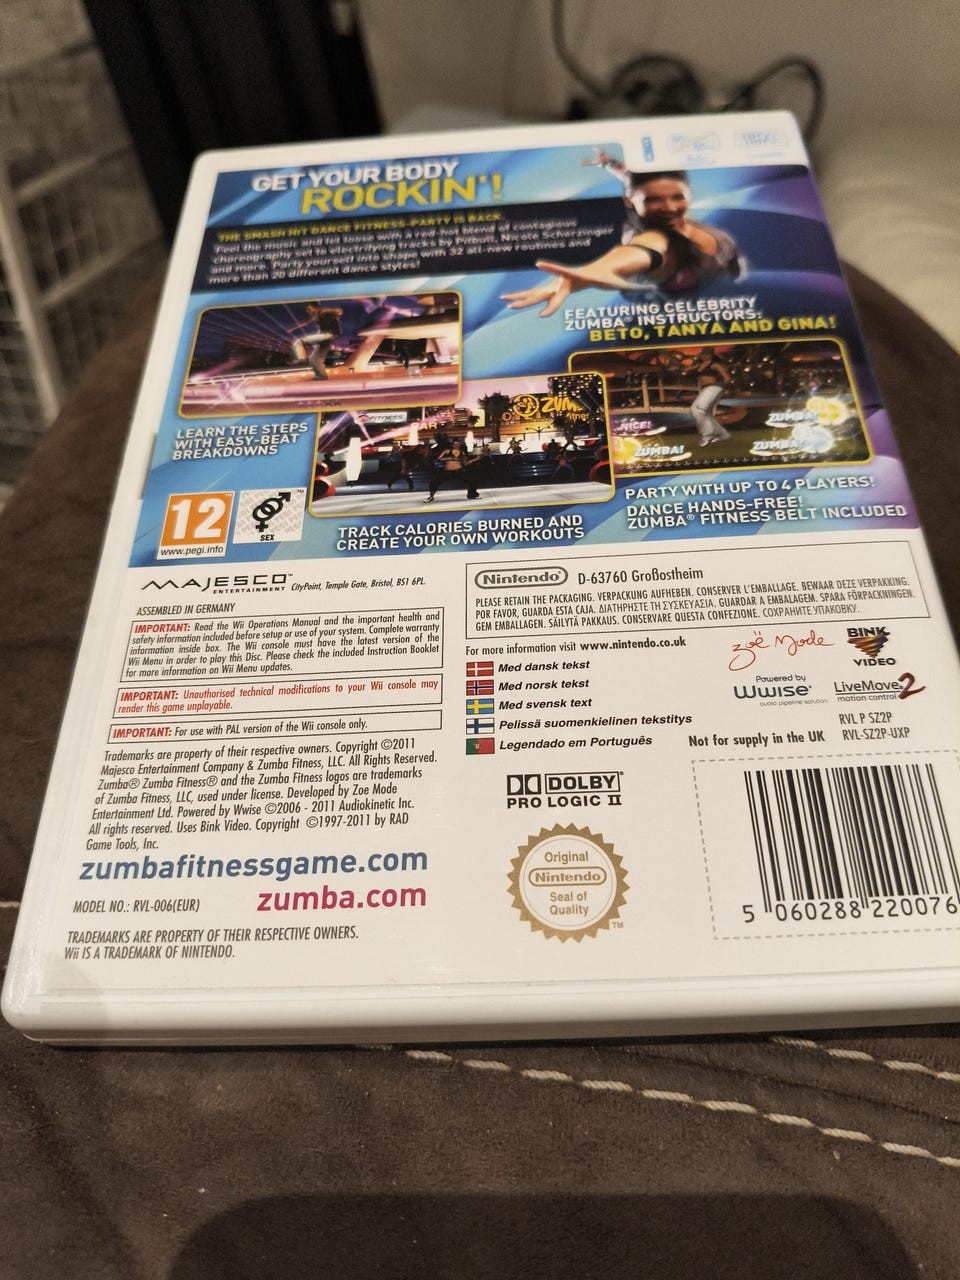 GET YOUR BODY
ROCKIN'!
THE SMASH HIT DANCE FITNESS-PARTY IS BACK.
Feel the music and let loose with a red-hot blend of contagious
choreography set to electrifying tracks by Pitbull, Nicole Scherzinger
and more. Party yourself into shape with 32 all-new routines and
more than 20 different dance styles!
FEATURING CELEBRITY
ZUMBA® INSTRUCTORS:
BETO, TANYA AND GINA!
LEARN THE STEPS
WITH EASY-BEAT
BREAKDOWNS
FITNESS
BAR
ZUM
fitne
NICE!
ZUMBA!
ZUMBA!
ZUMBA!
TRACK CALORIES BURNED AND
CREATE YOUR OWN WORKOUTS
PARTY WITH UP TO 4 PLAYERS!
DANCE HANDS-FREE!
ZUMBA® FITNESS BELT INCLUDED
12
www.pegi.info
SEX
MAJESCO™
ENTERTAINMENT
CityPoint, Temple Gate, Bristol, BS1 6PL.
ASSEMBLED IN GERMANY
IMPORTANT: Read the Wii Operations Manual and the important health and
safety information included before setup or use of your system. Complete warranty
information inside box. The Wii console must have the latest version of the
Wii Menu in order to play this Disc. Please check the included Instruction Booklet
for more information on Wii Menu updates.
IMPORTANT: Unauthorised technical modifications to your Wii console may
render this game unplayable.
IMPORTANT: For use with PAL version of the Wii console only.
Trademarks are property of their respective owners. Copyright ©2011
Majesco Entertainment Company & Zumba Fitness, LLC. All Rights Reserved.
Zumba® Zumba Fitness® and the Zumba Fitness logos are trademarks
of Zumba Fitness, LLC, used under license. Developed by Zoe Mode
Entertainment Ltd. Powered by Wwise ©2006 - 2011 Audiokinetic Inc.
All rights reserved. Uses Bink Video. Copyright ©1997-2011 by RAD
Game Tools, Inc.
zumbafitnessgame.com
zumba.com
MODEL NO.: RVL-006(EUR)
TRADEMARKS ARE PROPERTY OF THEIR RESPECTIVE OWNERS.
Wii IS A TRADEMARK OF NINTENDO.
Nintendo® D-63760 Großostheim
PLEASE RETAIN THE PACKAGING. VERPACKUNG AUFHEBEN. CONSERVER L'EMBALLAGE. BEWAAR DEZE VERPAKKING.
POR FAVOR, GUARDA ESTA CAJA. ΔΙΑΤΗΡΗΣΤΕ ΤΗ ΣΥΣΚΕΥΑΣΙΑ. GUARDAR A EMBALAGEM. SPARA FÖRPACKNINGEN.
GEM EMBALLAGEN. SÄILYTÄ PAKKAUS. CONSERVARE QUESTA CONFEZIONE. СОХРАНИТЕ УПАКОВКУ.
For more information visit www.nintendo.co.uk
Med dansk tekst
Med norsk tekst
Med svensk text
Pelissä suomenkielinen tekstitys
Legendado em Português
zoë mode
BINK
VIDEO
Powered by
Wwise®
audio pipeline solution
LiveMove 2
motion control
RVL P SZ2P
RVL-SZ2P-UXP
Not for supply in the UK
DOLBY®
PRO LOGIC II
Original
Nintendo
Seal of
Quality
TM
5 060288 220076